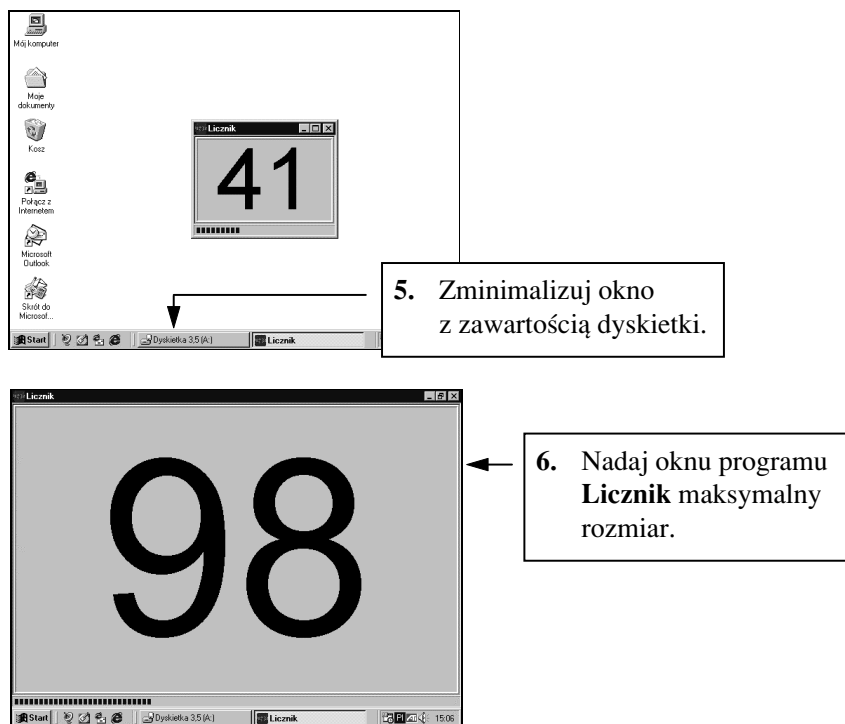 Mój komputer
Moje
dokumenty
Kosz
Połącz z
Internetem
Microsoft
Outlook
Skrót do
Microsof...
Licznik
41
5. Zminimalizuj okno
z zawartością dyskietki.
Start Dyskietka 3,5 (A:) Licznik
Licznik
98
6. Nadaj oknu programu
Licznik maksymalny
rozmiar.
Start Dyskietka 3,5 (A:) Licznik Pl 15:06